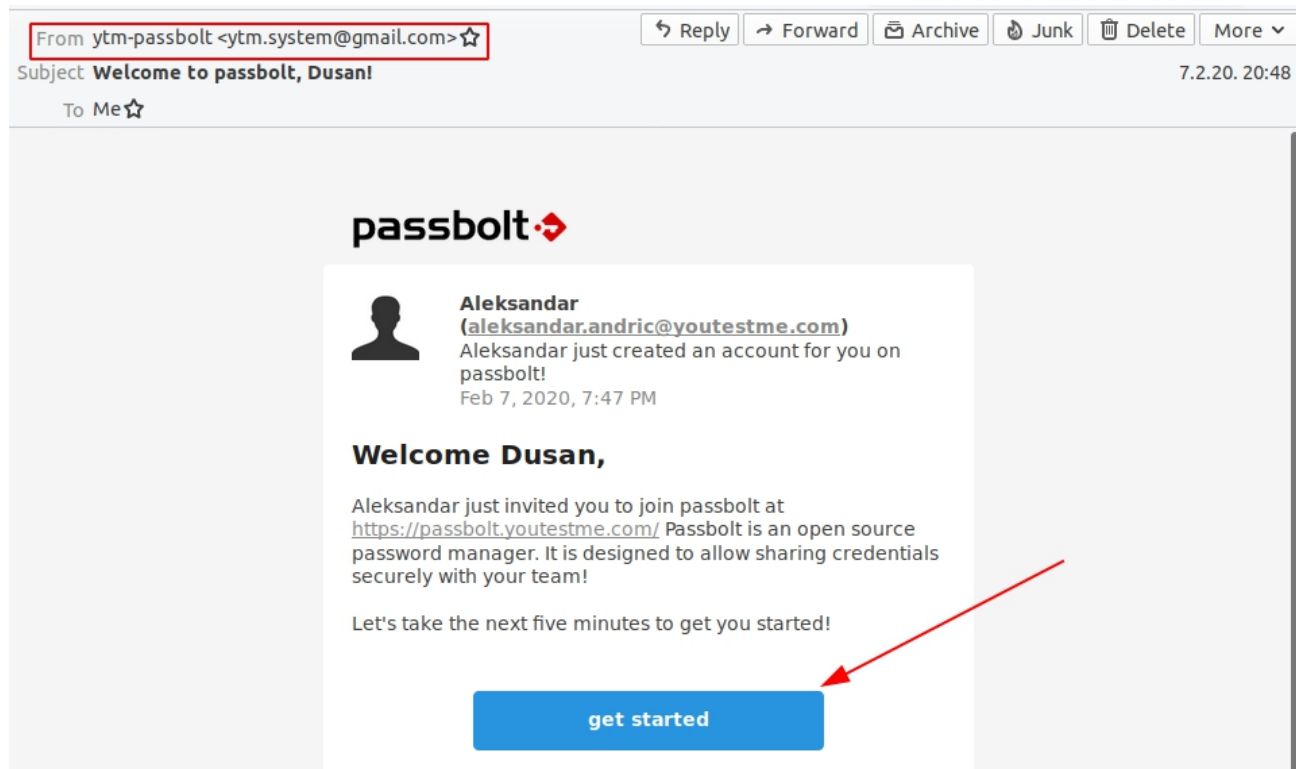 From ytm-passbolt <ytm.system@gmail.com>
Reply Forward Archive Junk Delete More
Subject Welcome to passbolt, Dusan!
7.2.20. 20:48
To Me
passbolt
Aleksandar
(aleksandar.andric@youtestme.com)
Aleksandar just created an account for you on
passbolt!
Feb 7, 2020, 7:47 PM
Welcome Dusan,
Aleksandar just invited you to join passbolt at
https://passbolt.youtestme.com/ Passbolt is an open source
password manager. It is designed to allow sharing credentials
securely with your team!
Let's take the next five minutes to get you started!
get started